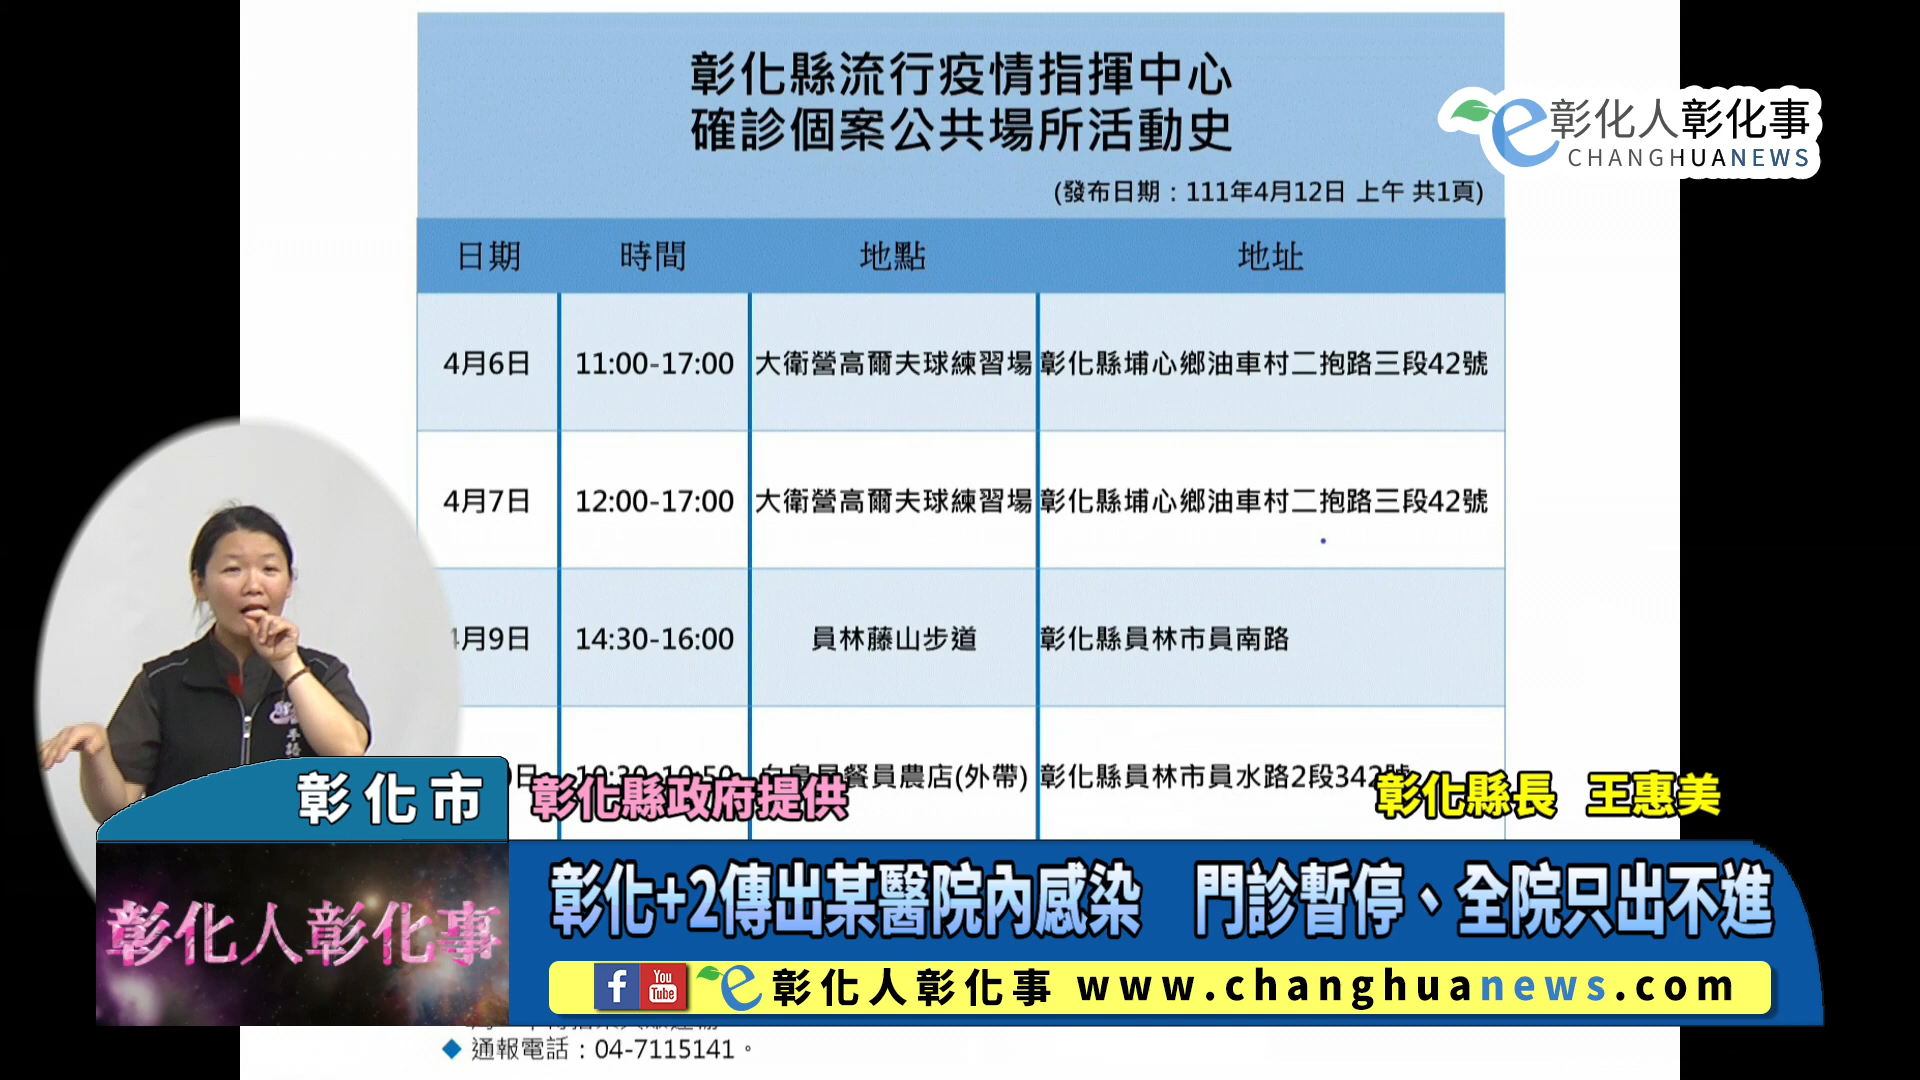 彰化縣流行疫情指揮中心
確診個案公共場所活動史
(發布日期：111年4月12日 上午 共1頁)
彰化人彰化事
CHANGHUANEWS
日期 時間 地點 地址
4月6日 11:00-17:00 大衛營高爾夫球練習場 彰化縣埔心鄉油車村二抱路三段42號
4月7日 12:00-17:00 大衛營高爾夫球練習場 彰化縣埔心鄉油車村二抱路三段42號
月9日 14:30-16:00 員林藤山步道 彰化縣員林市員南路
日 餐員農店(外帶) 彰化縣員林市員水路2段342號
手語
彰化市
彰化縣政府提供
彰化縣長 王惠美
彰化人彰化事
彰化+2傳出某醫院內感染 門診暫停、全院只出不進
f You Tube e 彰化人彰化事 www.changhuanews.com
◆ 通報電話：04-7115141。